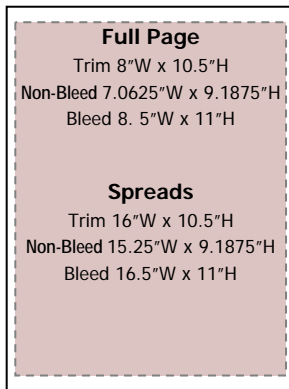 Full Page
Trim 8”W x 10.5”H
Non-Bleed 7.0625”W x 9.1875”H
Bleed 8. 5”W x 11”H
Spreads
Trim 16”W x 10.5”H
Non-Bleed 15.25”W x 9.1875”H
Bleed 16.5”W x 11”H